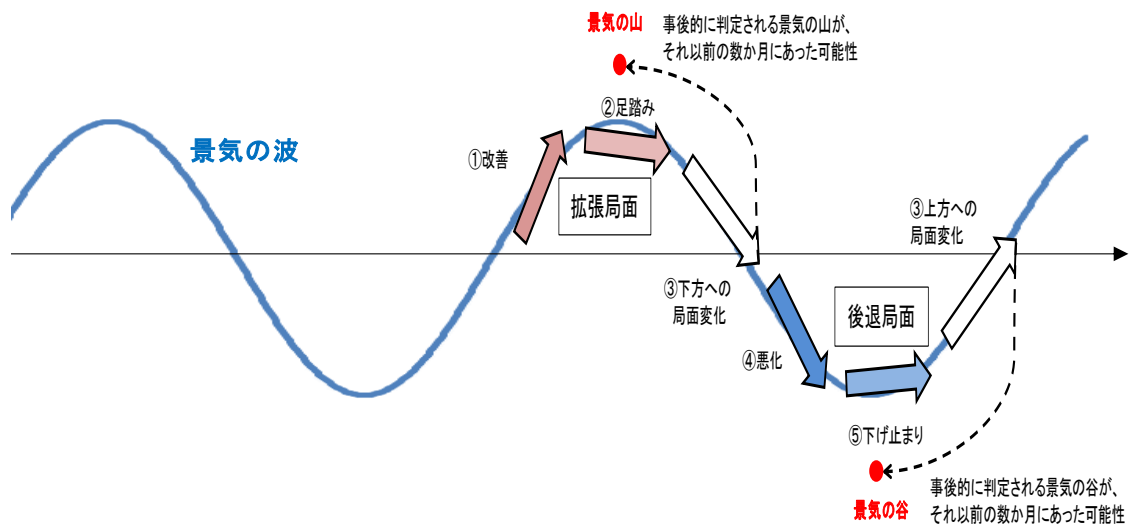 景気の山
事後的に判定される景気の山が、
それ以前の数か月にあった可能性
②足踏み
景気の波
①改善
拡張局面
③上方への
局面変化
③下方への
局面変化
後退局面
④悪化
⑤下げ止まり
景気の谷
事後的に判定される景気の谷が、
それ以前の数か月にあった可能性